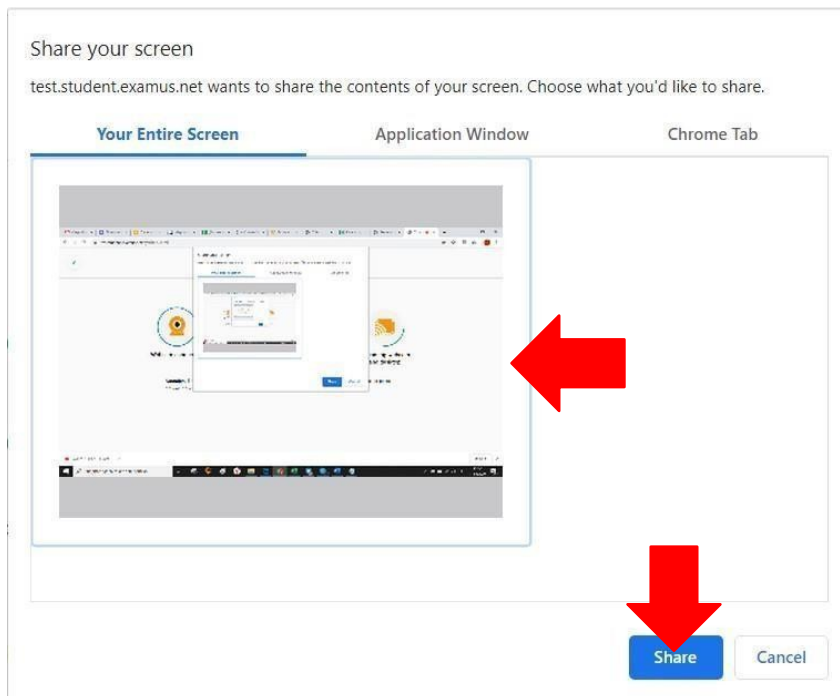 Share your screen
test.student.examus.net wants to share the contents of your screen. Choose what you'd like to share.
Your Entire Screen Application Window Chrome Tab
Share Cancel